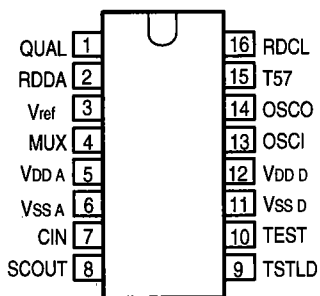 QUAL 1 16 RDCL
RDDA 2 15 T57
Vref 3 14 OSCO
MUX 4 13 OSCI
VDD A 5 12 VDD D
VSS A 6 11 VSS D
CIN 7 10 TEST
SCOUT 8 9 TSTLD